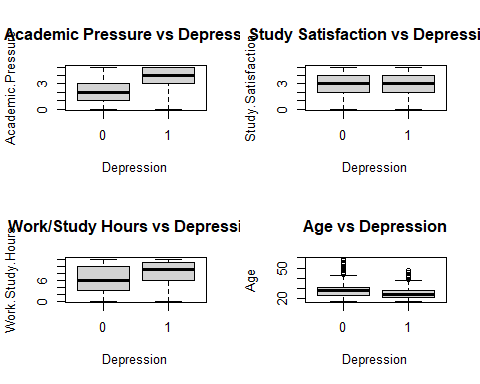 Academic Pressure vs Depress
Academic.Pressure
0 3
0 1
Depression
Study Satisfaction vs Depressi
Study.Satisfaction
0 3
0 1
Depression
Work/Study Hours vs Depressi
Work.Study.Hours
0 6
0 1
Depression
Age vs Depression
Age
20 50
0 1
Depression